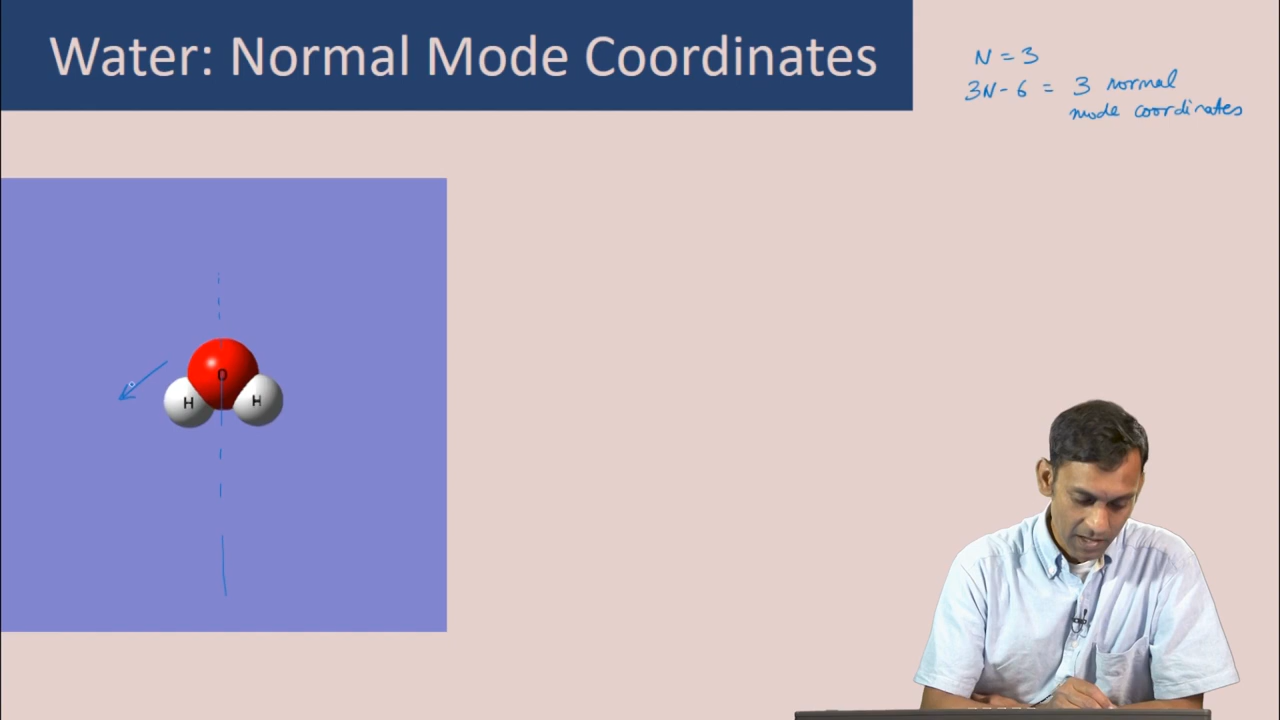 Water: Normal Mode Coordinates
N = 3
3N - 6 = 3 normal
mode coordinates
O
H H